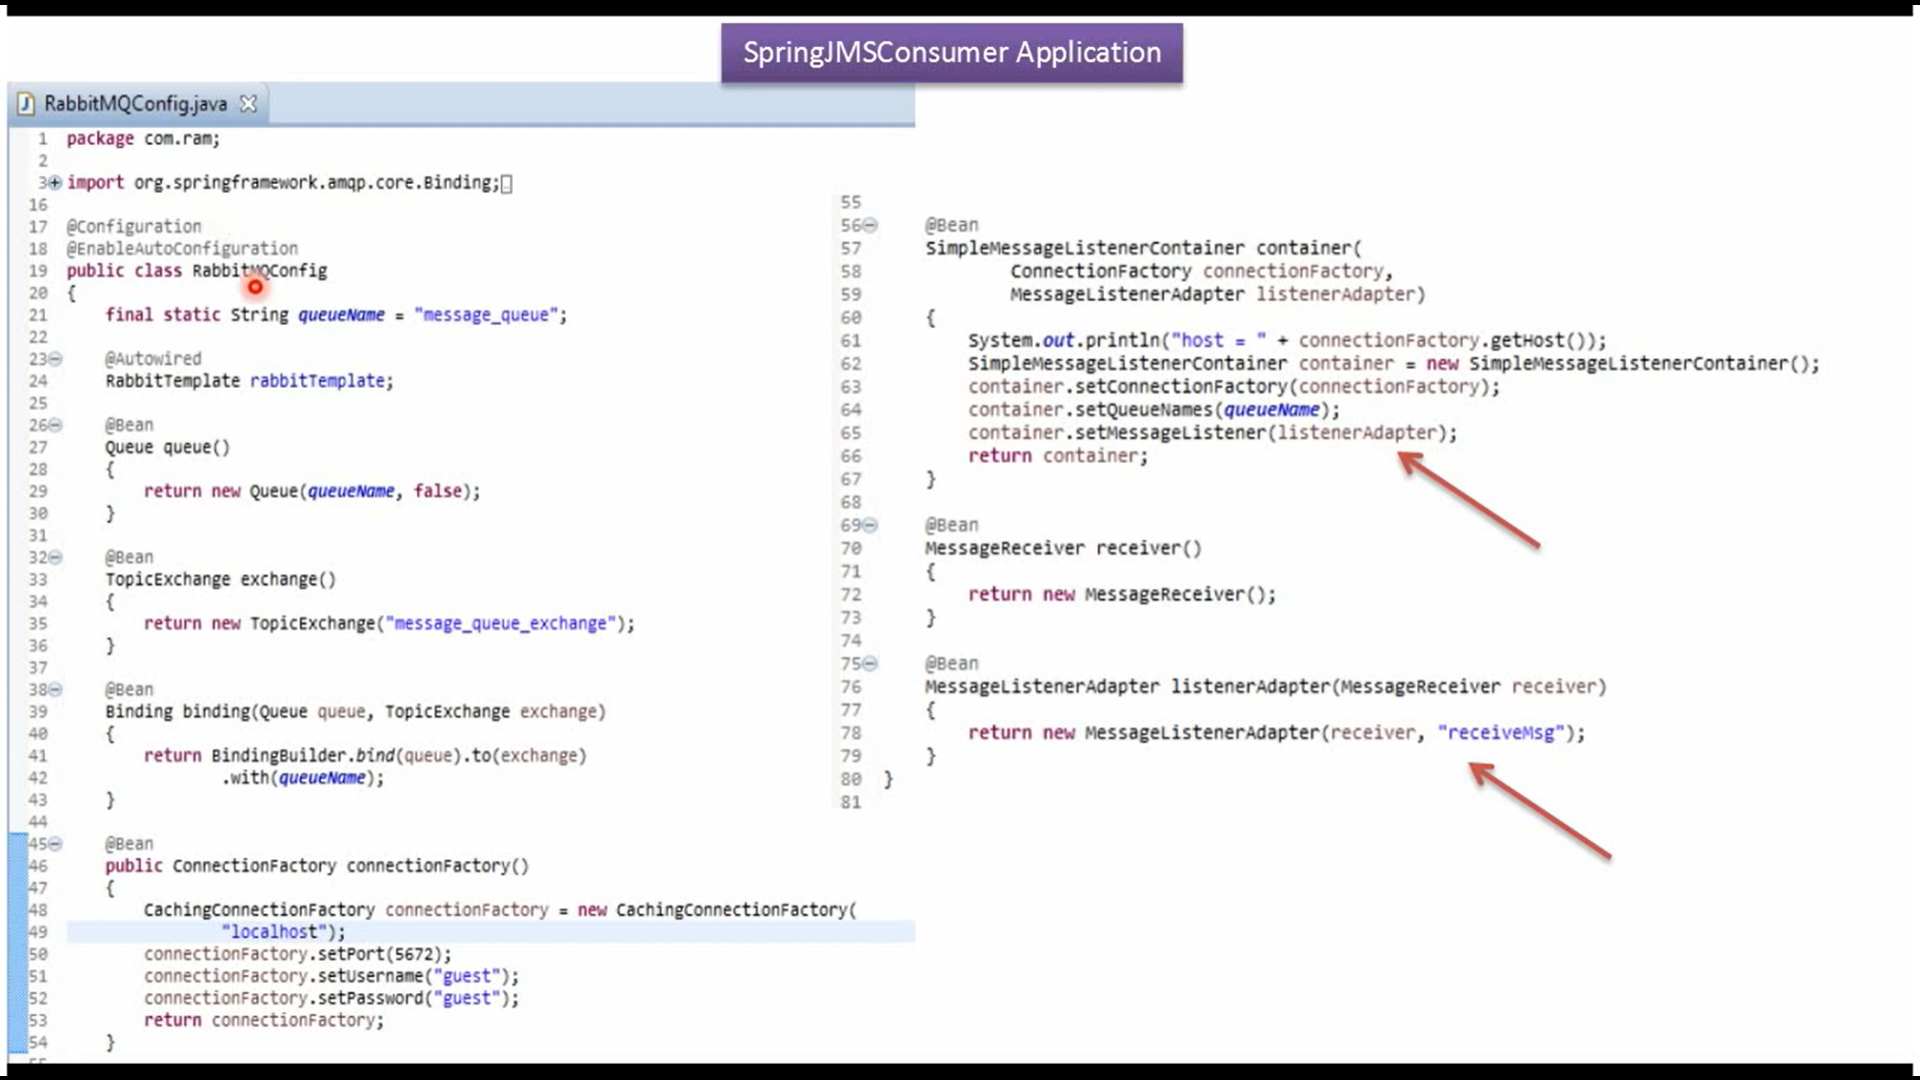 SpringJMSConsumer Application
RabbitMQConfig.java
1 package com.ram;
2
3 import org.springframework.amqp.core.Binding;
16
17 @Configuration
18 @EnableAutoConfiguration
19 public class RabbitMQConfig
20 {
21 final static String queueName = "message_queue";
22
23 @Autowired
24 RabbitTemplate rabbitTemplate;
25
26 @Bean
27 Queue queue()
28 {
29 return new Queue(queueName, false);
30 }
31
32 @Bean
33 TopicExchange exchange()
34 {
35 return new TopicExchange("message_queue_exchange");
36 }
37
38 @Bean
39 Binding binding(Queue queue, TopicExchange exchange)
40 {
41 return BindingBuilder.bind(queue).to(exchange)
42 .with(queueName);
43 }
44
45 @Bean
46 public ConnectionFactory connectionFactory()
47 {
48 CachingConnectionFactory connectionFactory = new CachingConnectionFactory(
49 "localhost");
50 connectionFactory.setPort(5672);
51 connectionFactory.setUsername("guest");
52 connectionFactory.setPassword("guest");
53 return connectionFactory;
54 }
55
55
56 @Bean
57 SimpleMessageListenerContainer container(
58 ConnectionFactory connectionFactory,
59 MessageListenerAdapter listenerAdapter)
60 {
61 System.out.println("host = " + connectionFactory.getHost());
62 SimpleMessageListenerContainer container = new SimpleMessageListenerContainer();
63 container.setConnectionFactory(connectionFactory);
64 container.setQueueNames(queueName);
65 container.setMessageListener(listenerAdapter);
66 return container;
67 }
68
69 @Bean
70 MessageReceiver receiver()
71 {
72 return new MessageReceiver();
73 }
74
75 @Bean
76 MessageListenerAdapter listenerAdapter(MessageReceiver receiver)
77 {
78 return new MessageListenerAdapter(receiver, "receiveMsg");
79 }
80 }
81